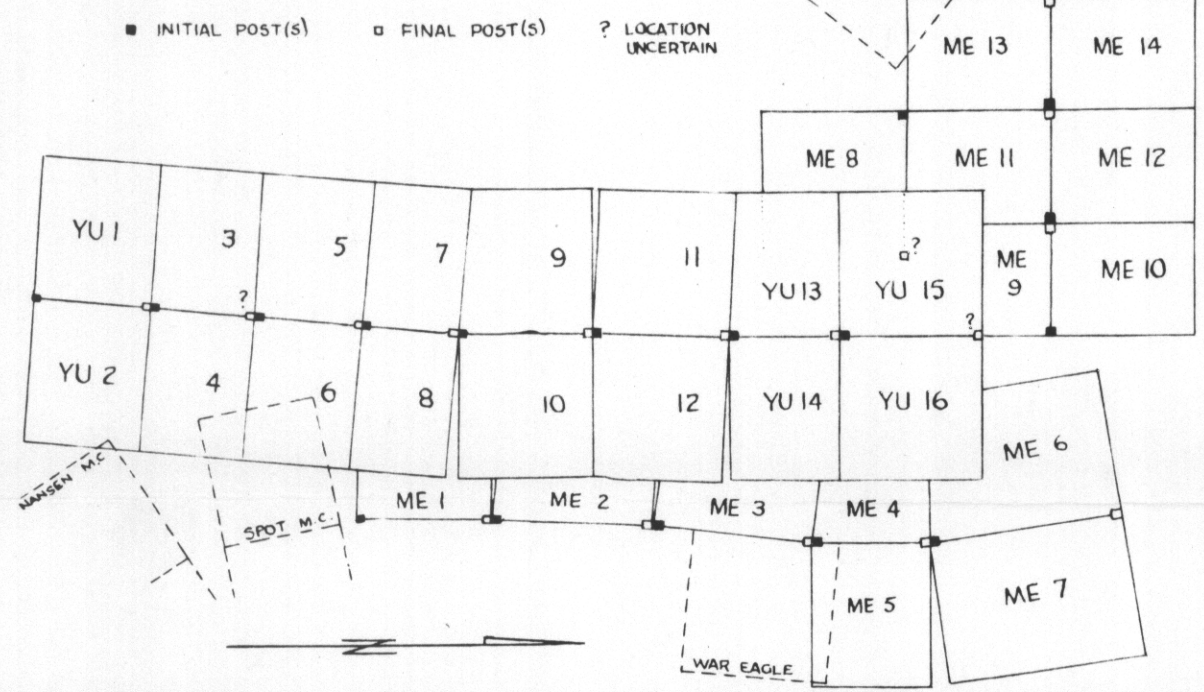 INITIAL POST(S)
FINAL POST(S)
? LOCATION UNCERTAIN
ME 13
ME 14
ME 8
ME 11
ME 12
YU 1
3
5
7
9
11
YU 13
?
YU 15
ME 9
ME 10
?
?
YU 2
4
6
8
10
12
YU 14
YU 16
ME 6
NANSEN M.C
SPOT M.C.
ME 1
ME 2
ME 3
ME 4
ME 5
ME 7
WAR EAGLE
N